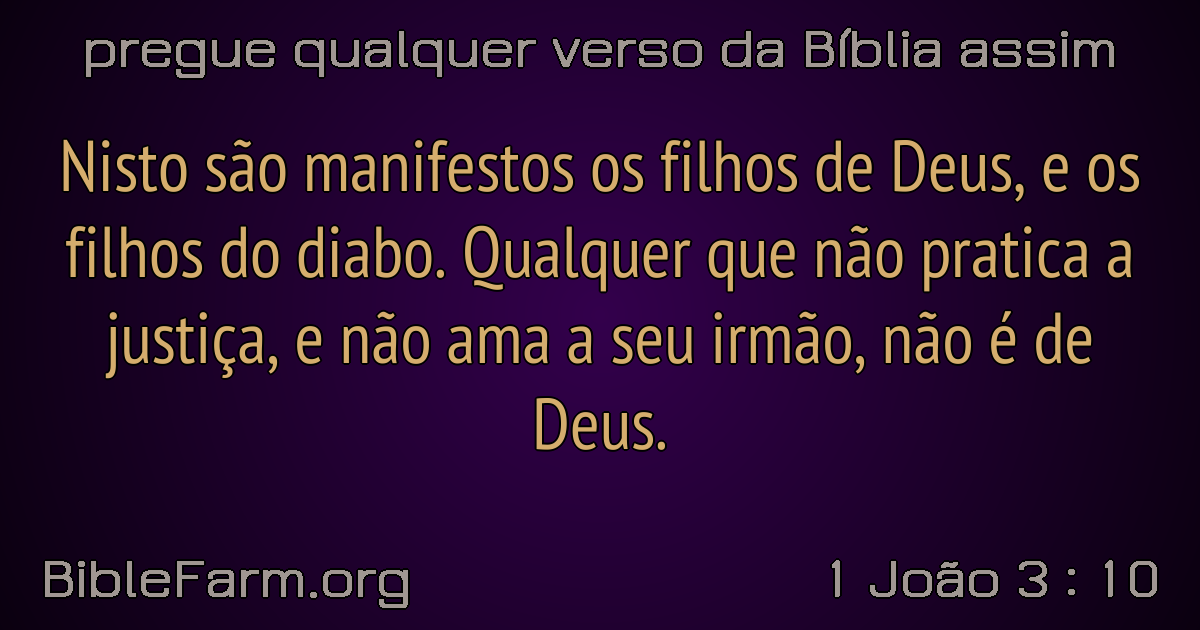 pregue qualquer verso da Bíblia assim
Nisto são manifestos os filhos de Deus, e os
filhos do diabo. Qualquer que não pratica a
justiça, e não ama a seu irmão, não é de
Deus.
BibleFarm.org
1 João 3 : 10